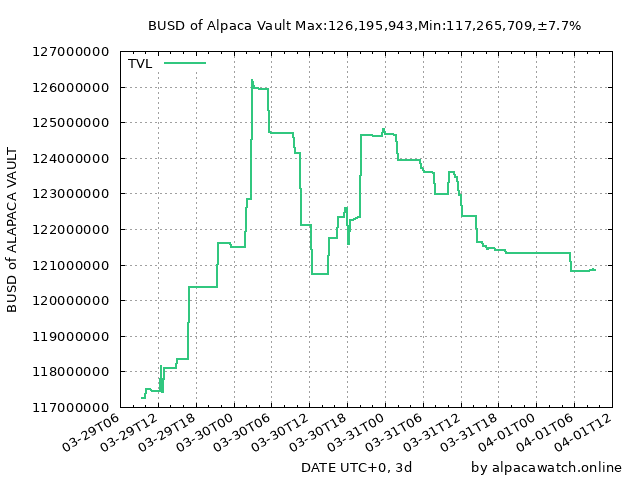 BUSD of Alpaca Vault Max:126,195,943,Min:117,265,709,±7.7%
TVL
127000000
126000000
125000000
124000000
123000000
122000000
121000000
120000000
119000000
118000000
117000000
BUSD of ALAPACA VAULT
03-29T06
03-29T12
03-29T18
03-30T00
03-30T06
03-30T12
03-30T18
03-31T00
03-31T06
03-31T12
03-31T18
04-01T00
04-01T06
04-01T12
DATE UTC+0, 3d
by alpacawatch.online